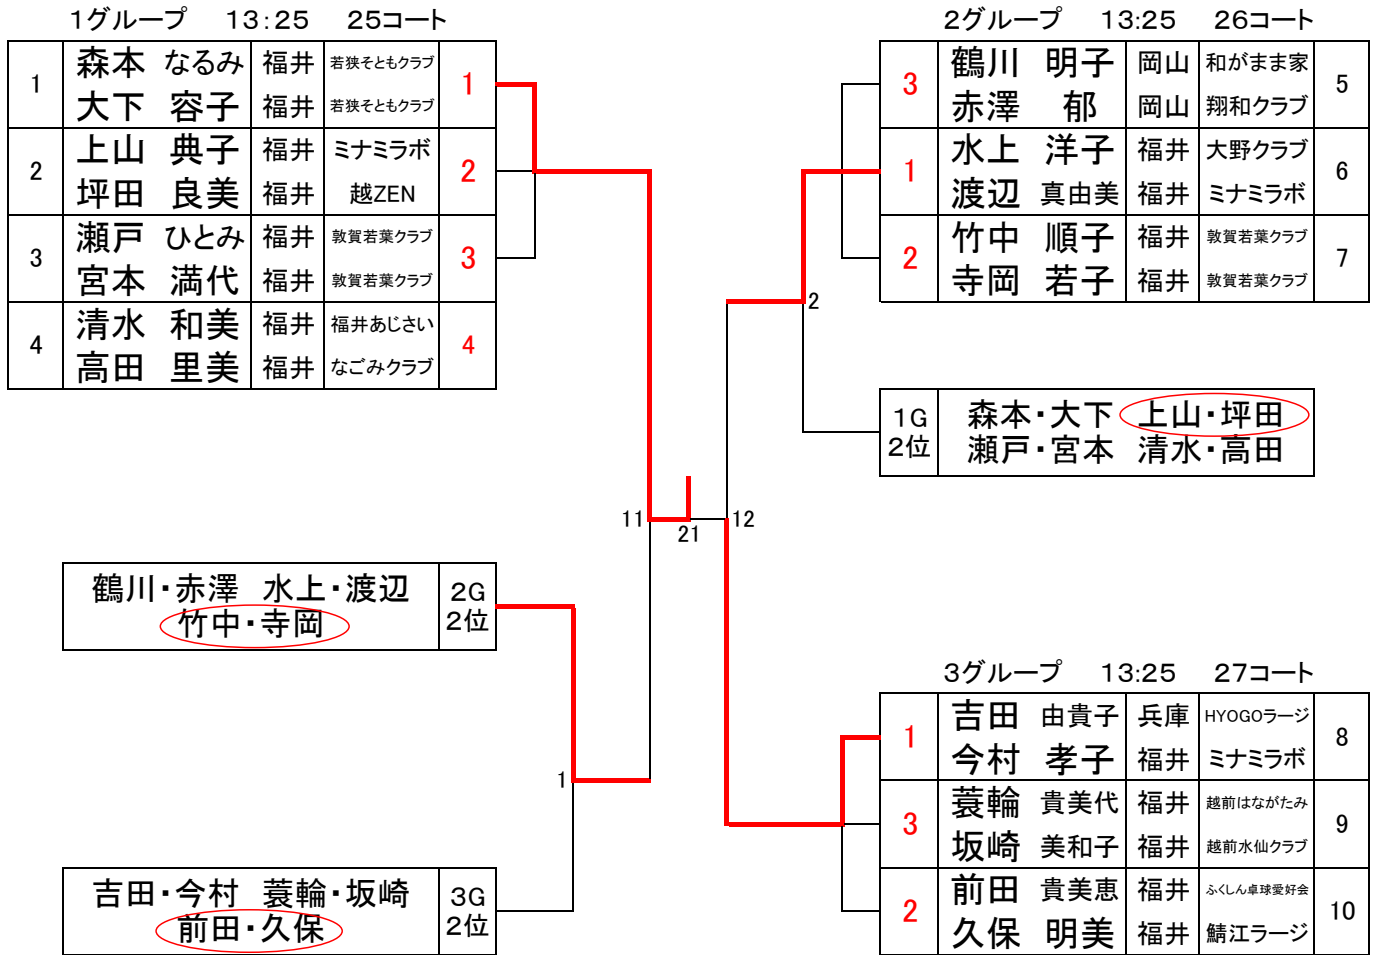 1グループ 13:25 25コート
1 森本 なるみ 福井 若狭そともクラブ 1
大下 容子 福井 若狭そともクラブ
2 上山 典子 福井 ミナミラボ 2
坪田 良美 福井 越ZEN
3 瀬戸 ひとみ 福井 敦賀若葉クラブ 3
宮本 満代 福井 敦賀若葉クラブ
4 清水 和美 福井 福井あじさい 4
高田 里美 福井 なごみクラブ
2グループ 13:25 26コート
3 鶴川 明子 岡山 和がまま家 5
赤澤 郁 岡山 翔和クラブ
1 水上 洋子 福井 大野クラブ 6
渡辺 真由美 福井 ミナミラボ
2 竹中 順子 福井 敦賀若葉クラブ 7
寺岡 若子 福井 敦賀若葉クラブ
2
1G 森本・大下 上山・坪田
2位 瀬戸・宮本 清水・高田
11
21
12
鶴川・赤澤 水上・渡辺 2G
竹中・寺岡 2位
1
吉田・今村 蓑輪・坂崎 3G
前田・久保 2位
3グループ 13:25 27コート
1 吉田 由貴子 兵庫 HYOGOラージ 8
今村 孝子 福井 ミナミラボ
3 蓑輪 貴美代 福井 越前はながたみ 9
坂崎 美和子 福井 越前水仙クラブ
2 前田 貴美恵 福井 ふくしん卓球愛好会 10
久保 明美 福井 鯖江ラージ